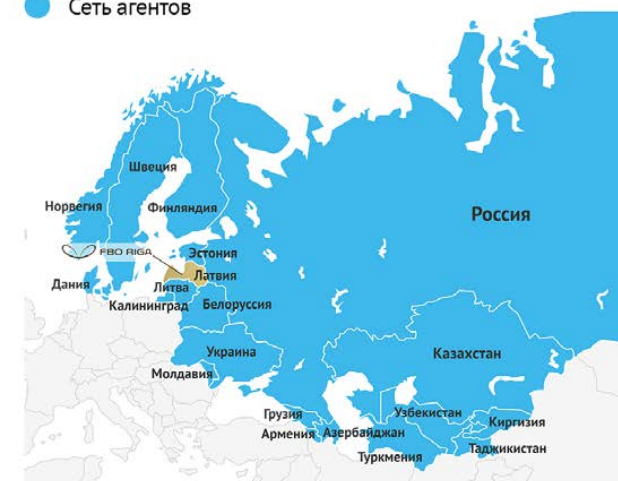 Сеть агентов
Швеция
Норвегия
Финляндия
Россия
FBO RIGA
Эстония
Латвия
Дания
Литва
Калининград
Белоруссия
Украина
Казахстан
Молдавия
Грузия
Узбекистан
Киргизия
Армения
Азербайджан
Таджикистан
Туркмения